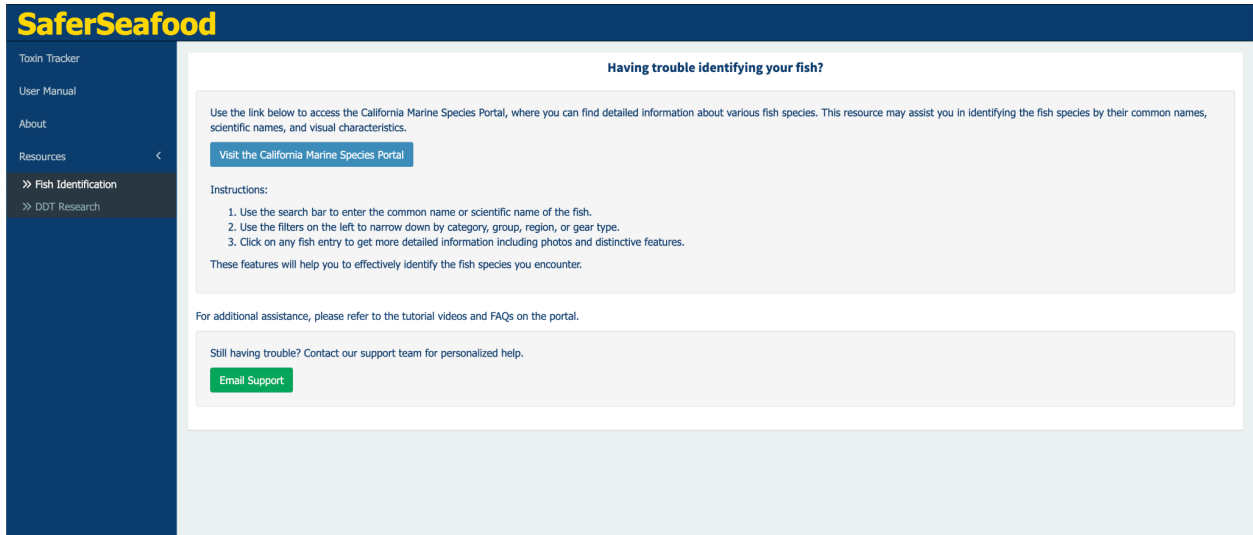 SaferSeafood
Toxin Tracker
User Manual
About
Resources
Fish Identification
DDT Research
Having trouble identifying your fish?
Use the link below to access the California Marine Species Portal, where you can find detailed information about various fish species. This resource may assist you in identifying the fish species by their common names,
scientific names, and visual characteristics.
Visit the California Marine Species Portal
Instructions:
1. Use the search bar to enter the common name or scientific name of the fish.
2. Use the filters on the left to narrow down by category, group, region, or gear type.
3. Click on any fish entry to get more detailed information including photos and distinctive features.
These features will help you to effectively identify the fish species you encounter.
For additional assistance, please refer to the tutorial videos and FAQs on the portal.
Still having trouble? Contact our support team for personalized help.
Email Support